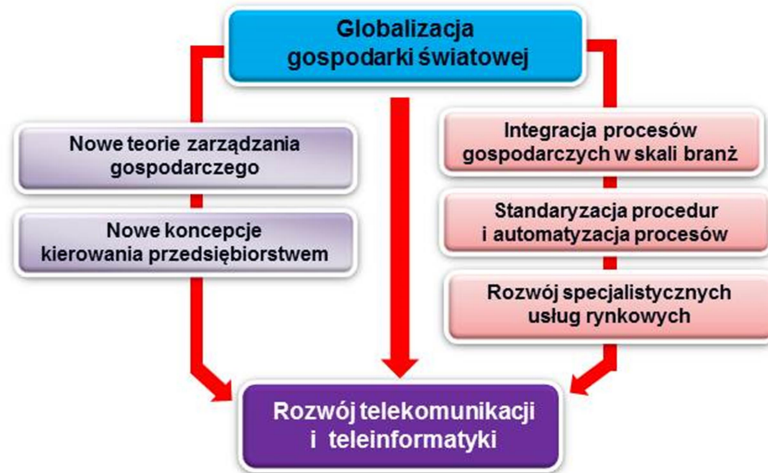 Globalizacja
gospodarki światowej
Nowe teorie zarządzania
gospodarczego
Nowe koncepcje
kierowania przedsiębiorstwem
Integracja procesów
gospodarczych w skali branż
Standaryzacja procedur
i automatyzacja procesów
Rozwój specjalistycznych
usług rynkowych
Rozwój telekomunikacji
i teleinformatyki